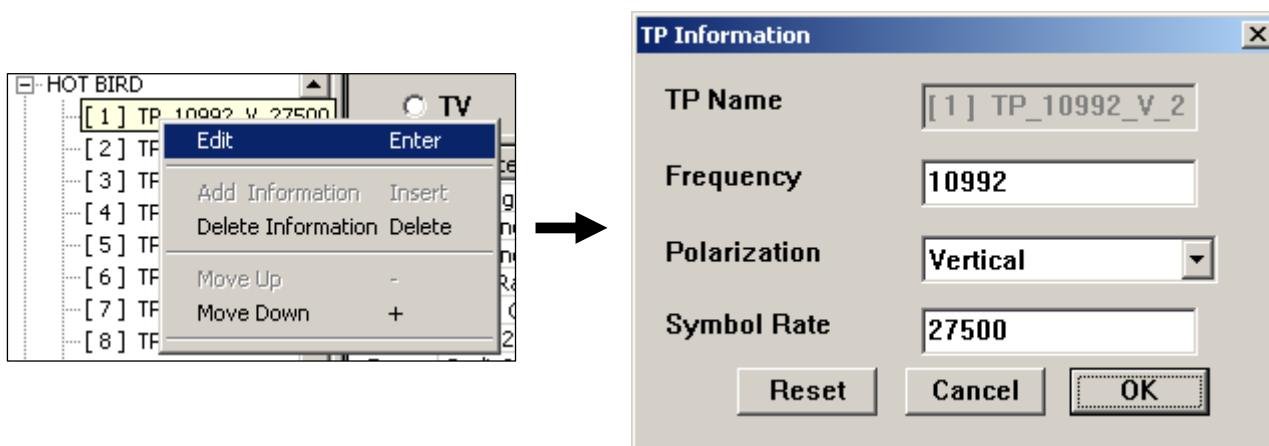 HOT BIRD
[ 1 ] TP_10992_V_27500
[ 2 ] TP
[ 3 ] TP
[ 4 ] TP
[ 5 ] TP
[ 6 ] TP
[ 7 ] TP
[ 8 ] TP
TV
Edit Enter
Add Information Insert
Delete Information Delete
Move Up -
Move Down +
TP Information
TP Name [ 1 ] TP_10992_V_2
Frequency 10992
Polarization Vertical
Symbol Rate 27500
Reset Cancel OK